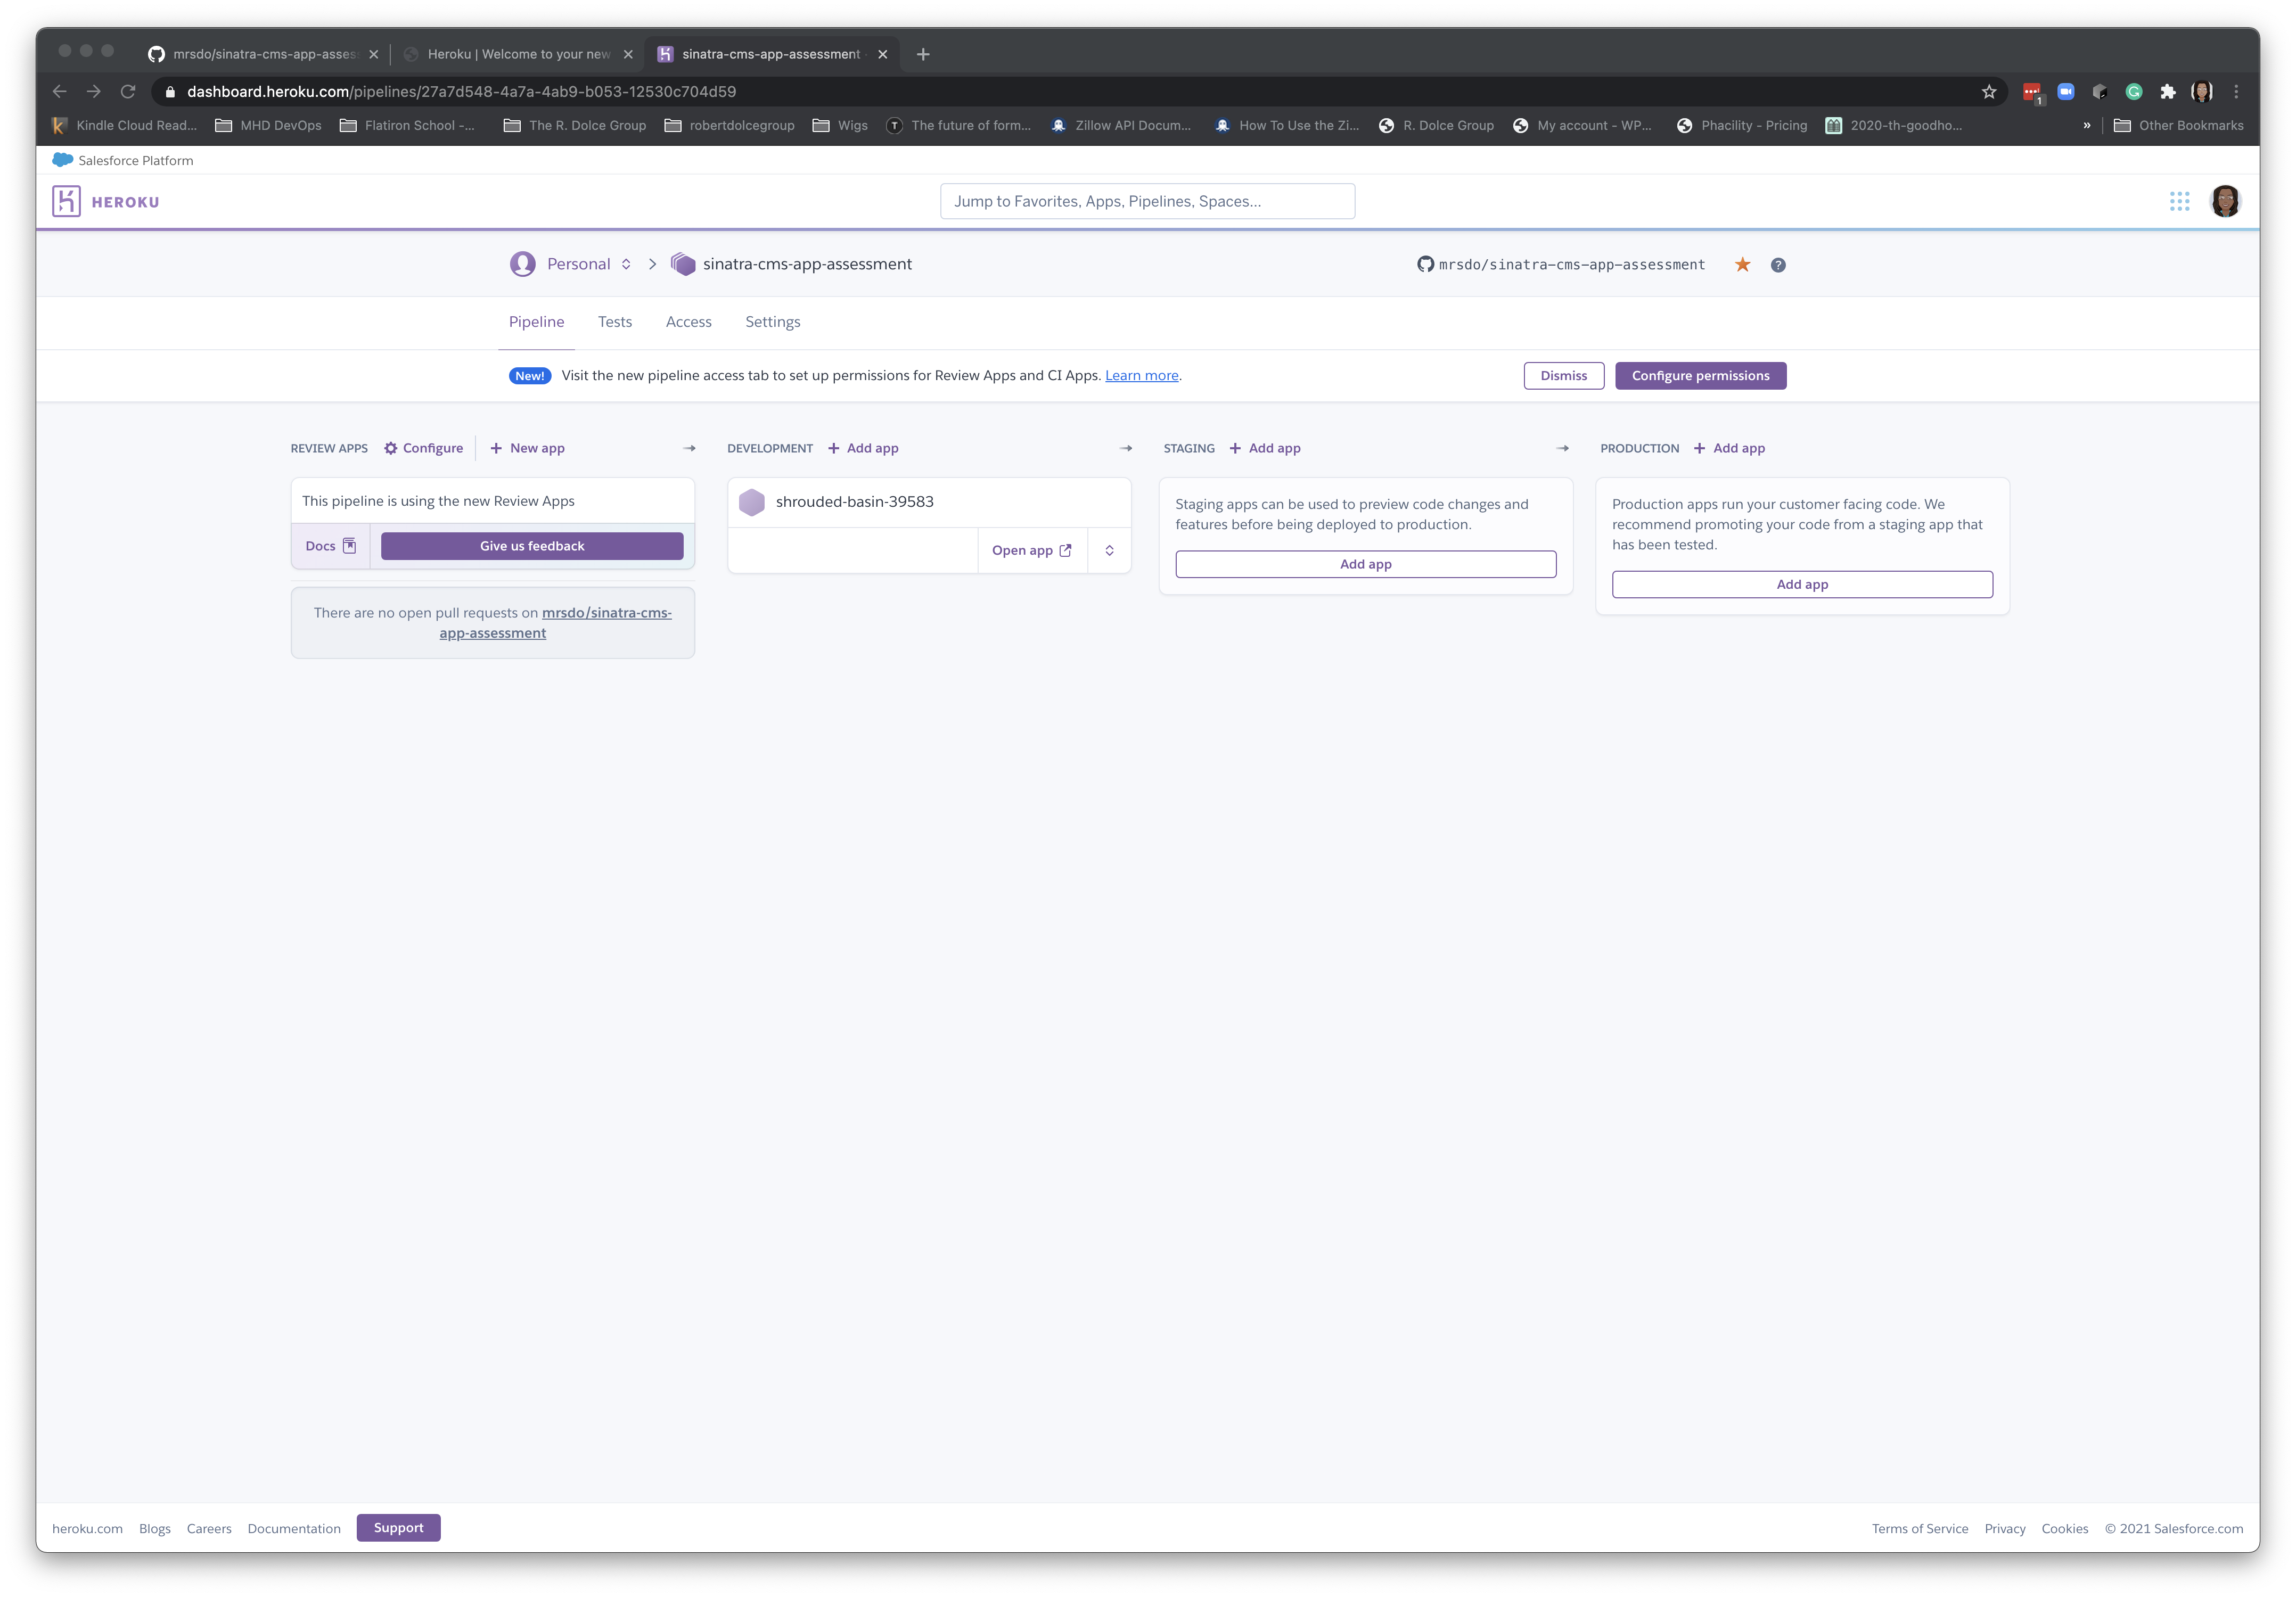 mrsdo/sinatra-cms-app-asses
Heroku | Welcome to your new
sinatra-cms-app-assessment
dashboard.heroku.com/pipelines/27a7d548-4a7a-4ab9-b053-12530c704d59
1
Kindle Cloud Read...
MHD DevOps
Flatiron School -...
The R. Dolce Group
robertdolcegroup
Wigs
T
The future of form...
Zillow API Docum...
How To Use the Zi...
R. Dolce Group
My account - WP...
Phacility - Pricing
2020-th-goodho...
»
Other Bookmarks
Salesforce Platform
HEROKU
Jump to Favorites, Apps, Pipelines, Spaces...
Personal
sinatra-cms-app-assessment
mrsdo/sinatra-cms-app-assessment
?
Pipeline
Tests
Access
Settings
New! Visit the new pipeline access tab to set up permissions for Review Apps and CI Apps. Learn more.
Dismiss
Configure permissions
REVIEW APPS
Configure
+ New app
DEVELOPMENT
+ Add app
STAGING
+ Add app
PRODUCTION
+ Add app
This pipeline is using the new Review Apps
Docs
Give us feedback
There are no open pull requests on mrsdo/sinatra-cms-
app-assessment
shrouded-basin-39583
Open app
Staging apps can be used to preview code changes and
features before being deployed to production.
Add app
Production apps run your customer facing code. We
recommend promoting your code from a staging app that
has been tested.
Add app
heroku.com
Blogs
Careers
Documentation
Support
Terms of Service
Privacy
Cookies
© 2021 Salesforce.com